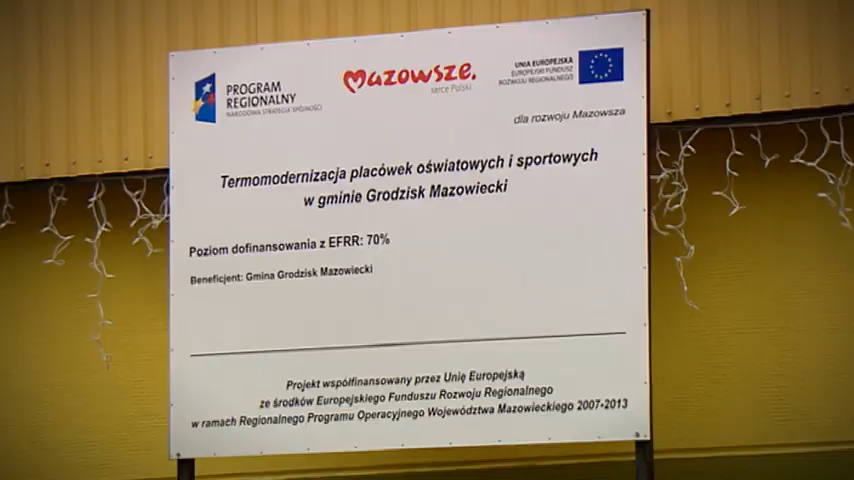 PROGRAM
REGIONALNY
NARODOWA STRATEGIA SPÓJNOŚCI
mazowsze.
serce Polski
UNIA EUROPEJSKA
EUROPEJSKI FUNDUSZ
ROZWOJU REGIONALNEGO
dla rozwoju Mazowsza
Termomodernizacja placówek oświatowych i sportowych
w gminie Grodzisk Mazowiecki
Poziom dofinansowania z EFRR: 70%
Beneficjent: Gmina Grodzisk Mazowiecki
Projekt współfinansowany przez Unię Europejską
ze środków Europejskiego Funduszu Rozwoju Regionalnego
w ramach Regionalnego Programu Operacyjnego Województwa Mazowieckiego 2007-2013